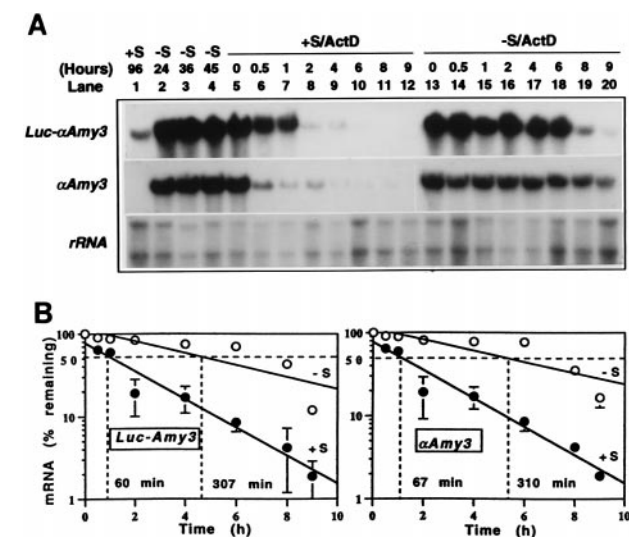 A
+S -S -S -S +S/ActD -S/ActD
(Hours) 96 24 36 45 0 0.5 1 2 4 6 8 9 0 0.5 1 2 4 6 8 9
Lane 1 2 3 4 5 6 7 8 9 10 11 12 13 14 15 16 17 18 19 20
Luc-αAmy3
αAmy3
rRNA
B
mRNA (% remaining)
100
50
10
1
- S
+ S
Luc-Amy3
60 min
307 min
0 2 4 6 8 10
Time (h)
100
50
10
1
- S
+ S
αAmy3
67 min
310 min
0 2 4 6 8 10
Time (h)